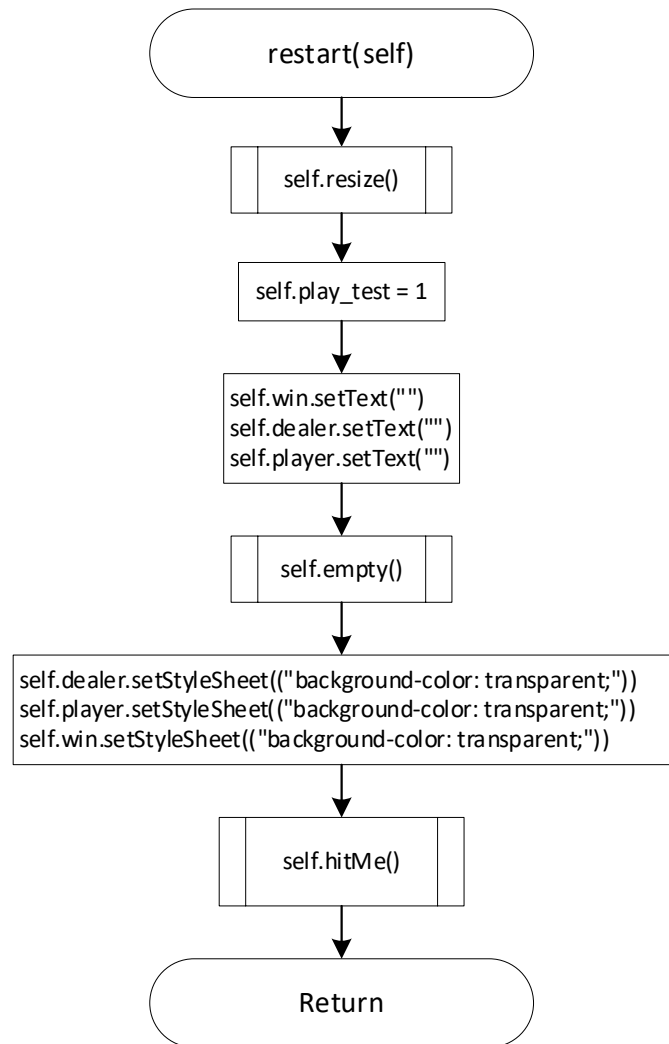 restart(self)
self.resize()
self.play_test = 1
self.win.setText("")
self.dealer.setText("")
self.player.setText("")
self.empty()
self.dealer.setStyleSheet(("background-color: transparent;"))
self.player.setStyleSheet(("background-color: transparent;"))
self.win.setStyleSheet(("background-color: transparent;"))
self.hitMe()
Return